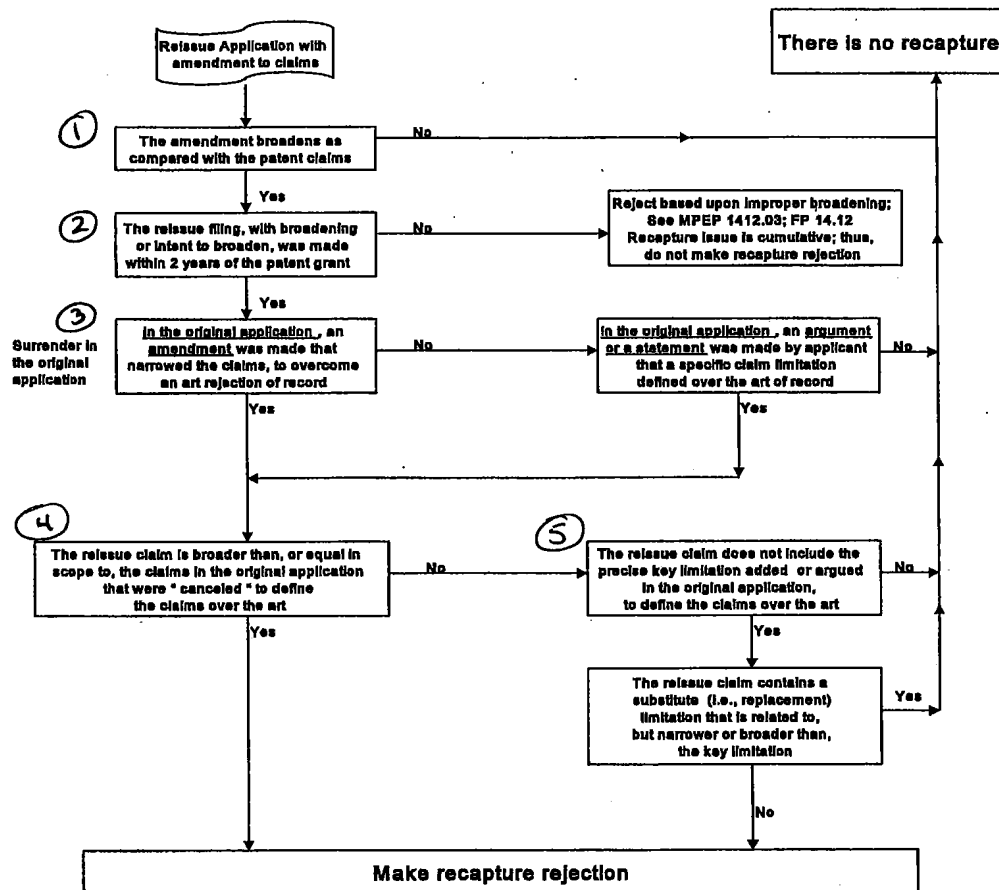 Reissue Application with
amendment to claims
There is no recapture
1
The amendment broadens as
compared with the patent claims
No
Yes
2
The reissue filing, with broadening
or intent to broaden, was made
within 2 years of the patent grant
No
Reject based upon improper broadening;
See MPEP 1412.03; FP 14.12
Recapture issue is cumulative; thus,
do not make recapture rejection
Yes
3
Surrender in
the original
application
In the original application , an
amendment was made that
narrowed the claims, to overcome
an art rejection of record
No
In the original application , an argument
or a statement was made by applicant
that a specific claim limitation
defined over the art of record
No
Yes
Yes
4
The reissue claim is broader than, or equal in
scope to, the claims in the original application
that were " canceled " to define
the claims over the art
No
5
The reissue claim does not include the
precise key limitation added or argued
in the original application,
to define the claims over the art
No
Yes
Yes
The reissue claim contains a
substitute (i.e., replacement)
limitation that is related to,
but narrower or broader than,
the key limitation
Yes
No
Make recapture rejection